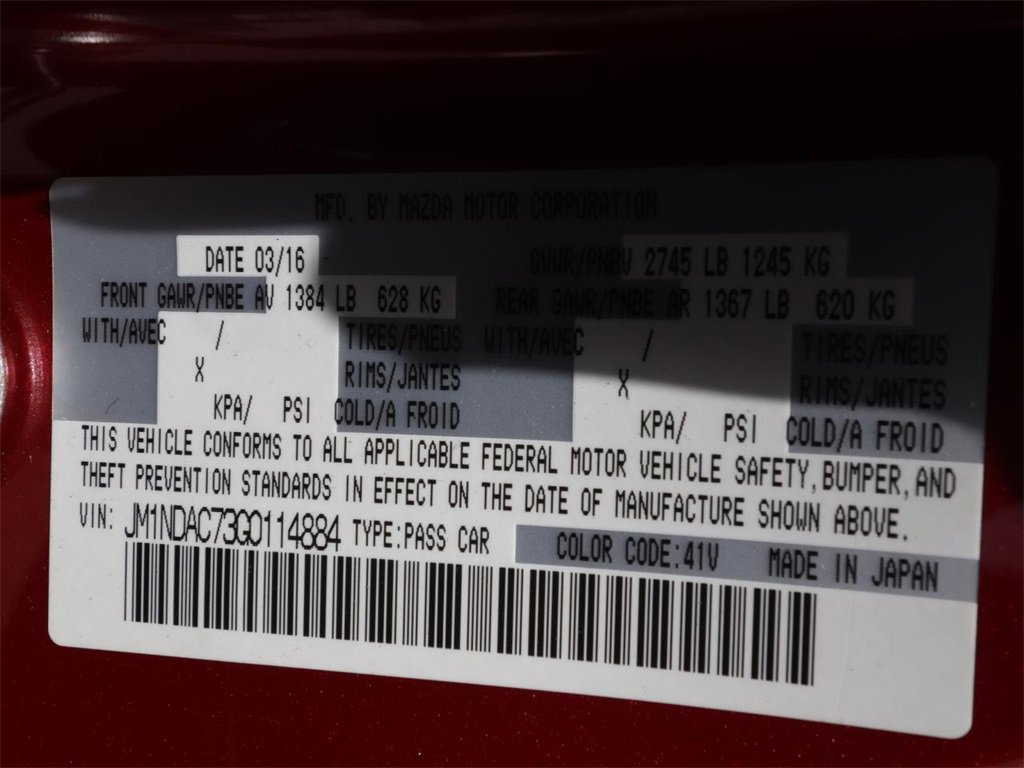 MFD. BY MAZDA MOTOR CORPORATION
DATE 03/16 GVWR/PNBV 2745 LB 1245 KG
FRONT GAWR/PNBE AV 1384 LB 628 KG REAR GAWR/PNBE AR 1367 LB 620 KG
WITH/AVEC / TIRES/PNEUS WITH/AVEC / TIRES/PNEUS
X RIMS/JANTES X RIMS/JANTES
KPA/ PSI COLD/A FROID KPA/ PSI COLD/A FROID
THIS VEHICLE CONFORMS TO ALL APPLICABLE FEDERAL MOTOR VEHICLE SAFETY, BUMPER, AND
THEFT PREVENTION STANDARDS IN EFFECT ON THE DATE OF MANUFACTURE SHOWN ABOVE.
VIN: JM1NDAC73G0114884 TYPE:PASS CAR COLOR CODE:41V MADE IN JAPAN